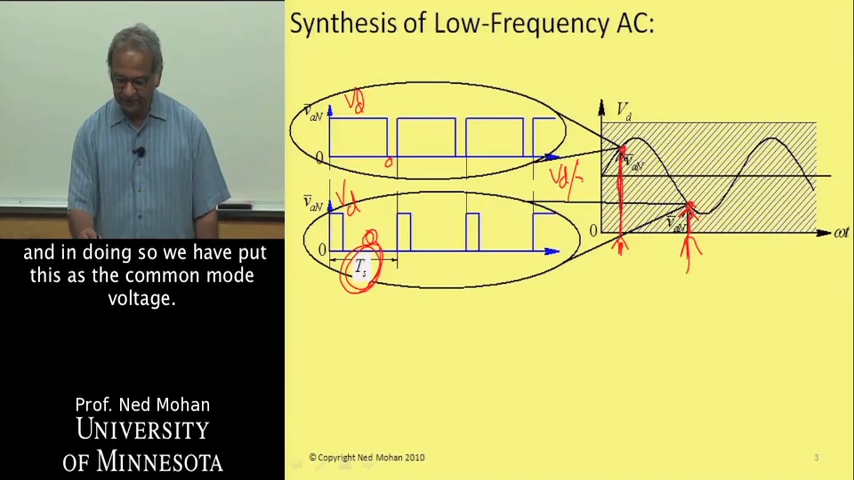 Synthesis of Low-Frequency AC:
V̄aN
Vd
0
0
Vd
v̄aN
Vd/
V̄aN
Vd
0
v̄aN
0
0
ωt
Ts
and in doing so we have put
this as the common mode
voltage.
Prof. Ned Mohan
UNIVERSITY
OF MINNESOTA
© Copyright Ned Mohan 2010
3